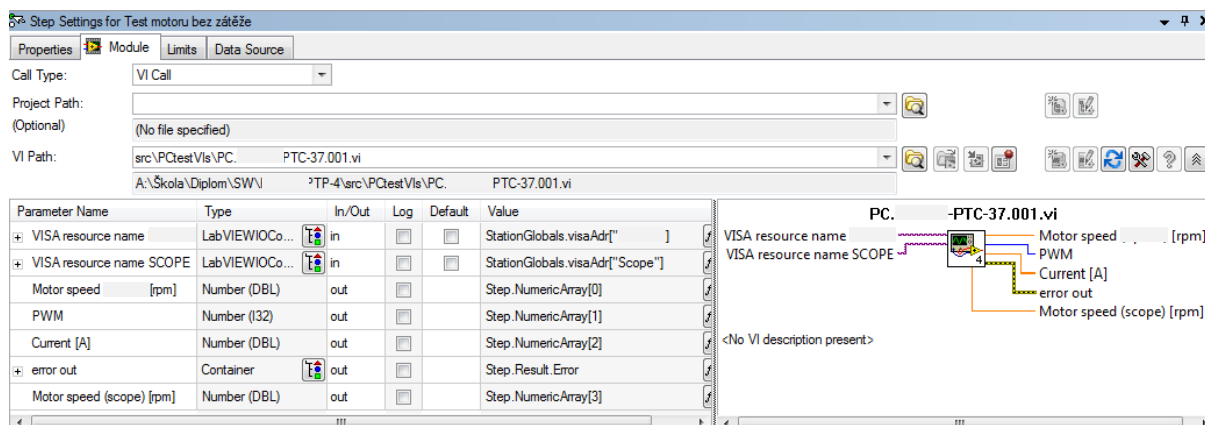 Step Settings for Test motoru bez zátěže
Properties Module Limits Data Source
Call Type: VI Call
Project Path:
(Optional) (No file specified)
VI Path: src\PCtestVIs\PC. PTC-37.001.vi
A:\Škola\Diplom\SW\ PTP-4\src\PCtestVIs\PC. PTC-37.001.vi
Parameter Name Type In/Out Log Default Value
VISA resource name LabVIEWIOCo... in StationGlobals.visaAdr[" ]
VISA resource name SCOPE LabVIEWIOCo... in StationGlobals.visaAdr["Scope"]
Motor speed [rpm] Number (DBL) out Step.NumericArray[0]
PWM Number (I32) out Step.NumericArray[1]
Current [A] Number (DBL) out Step.NumericArray[2]
error out Container out Step.Result.Error
Motor speed (scope) [rpm] Number (DBL) out Step.NumericArray[3]
PC. -PTC-37.001.vi
VISA resource name
VISA resource name SCOPE
4
Motor speed [rpm]
PWM
Current [A]
error out
Motor speed (scope) [rpm]
<No VI description present>